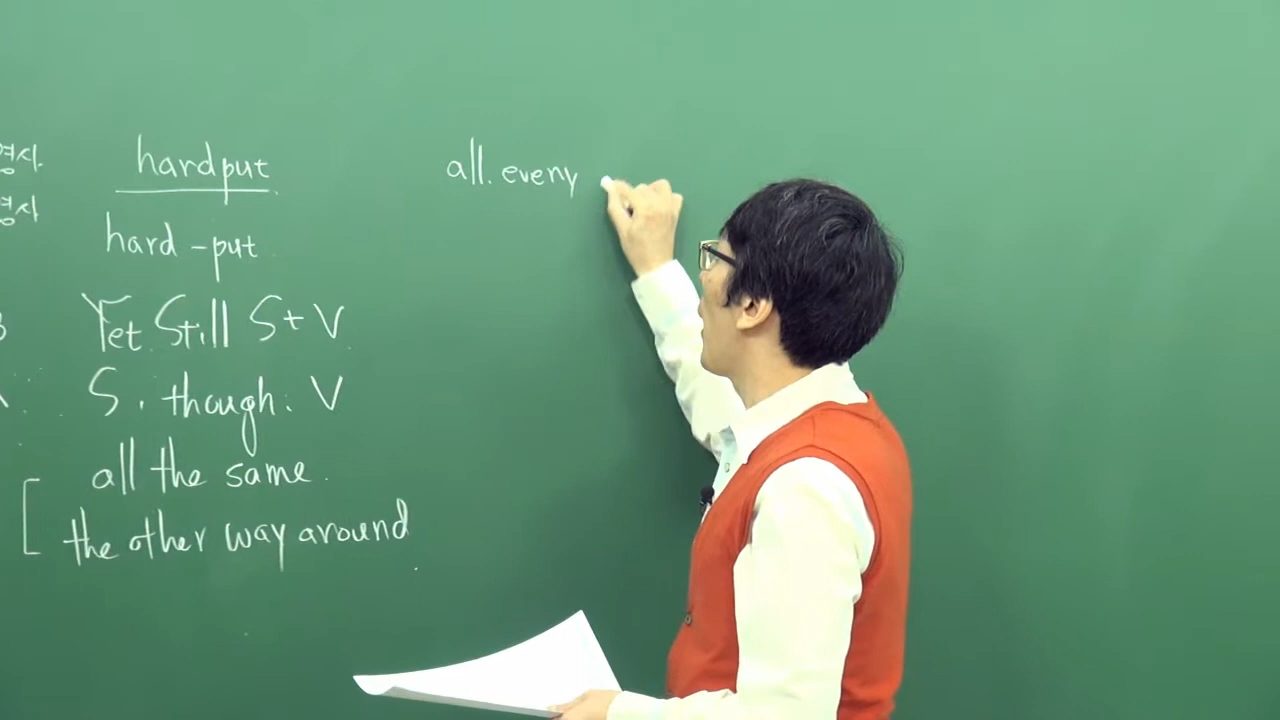 명사.
명사
hardput
hard-put
Yet. Still S+V.
S. though. V
all the same.
the other way around
all. every